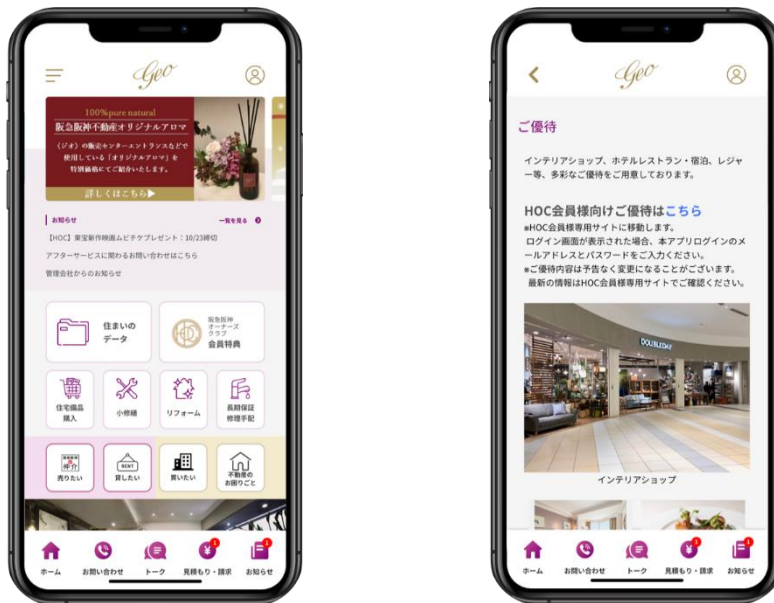 Geo
100%pure natural
阪急阪神不動産オリジナルアロマ
〈ジオ〉の販売センターエントランスなどで
使用している「オリジナルアロマ」を
特別価格にてご紹介いたします。
詳しくはこちら▶
お知らせ
一覧を見る
【HOC】東宝新作映画ムビチケプレゼント：10/23締切
アフターサービスに関わるお問い合わせはこちら
管理会社からのお知らせ
住まいの
データ
阪急阪神
オーナーズ
クラブ
会員特典
住宅備品
購入
小修繕
リフォーム
長期保証
修理手配
仲介
売りたい
RENT
貸したい
買いたい
不動産の
お困りごと
ホーム
お問い合わせ
トーク
¥
1
見積もり・請求
1
お知らせ
Geo
ご優待
インテリアショップ、ホテルレストラン・宿泊、レジャ
ー等、多彩なご優待をご用意しております。
HOC会員様向けご優待はこちら
※HOC会員様専用サイトに移動します。
ログイン画面が表示された場合、本アプリログインのメ
ールアドレスとパスワードをご入力ください。
※ご優待内容は予告なく変更になることがございます。
最新の情報はHOC会員様専用サイトでご確認ください。
DOUBLEDAY
インテリアショップ
ホーム
お問い合わせ
トーク
¥
1
見積もり・請求
1
お知らせ